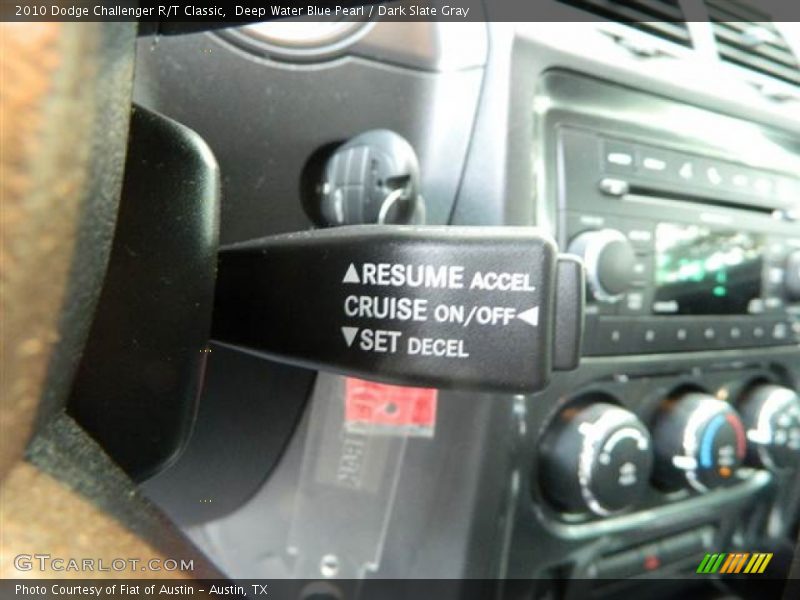 2010 Dodge Challenger R/T Classic, Deep Water Blue Pearl / Dark Slate Gray
▲RESUME ACCEL
CRUISE ON/OFF◀
▼SET DECEL
GTCARLOT.COM
Photo Courtesy of Fiat of Austin - Austin, TX